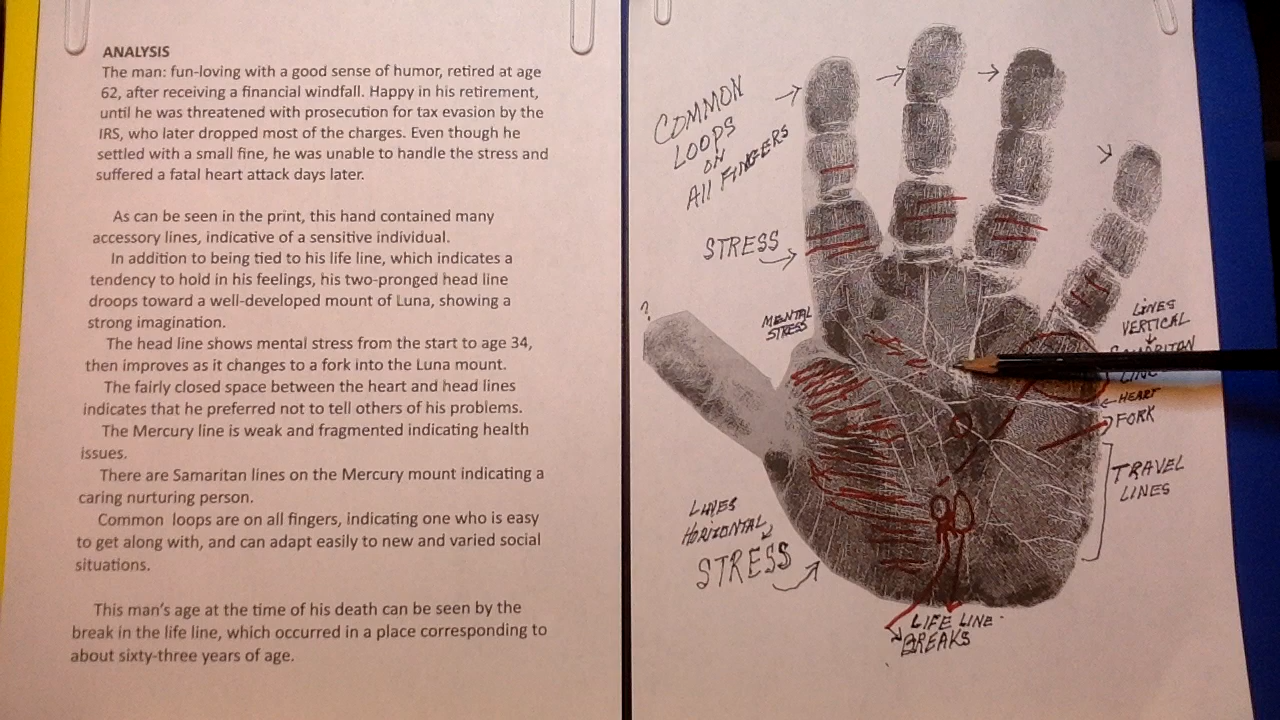 ANALYSIS
The man: fun-loving with a good sense of humor, retired at age
62, after receiving a financial windfall. Happy in his retirement,
until he was threatened with prosecution for tax evasion by the
IRS, who later dropped most of the charges. Even though he
settled with a small fine, he was unable to handle the stress and
suffered a fatal heart attack days later.
As can be seen in the print, this hand contained many
accessory lines, indicative of a sensitive individual.
In addition to being tied to his life line, which indicates a
tendency to hold in his feelings, his two-pronged head line
droops toward a well-developed mount of Luna, showing a
strong imagination.
The head line shows mental stress from the start to age 34,
then improves as it changes to a fork into the Luna mount.
The fairly closed space between the heart and head lines
indicates that he preferred not to tell others of his problems.
The Mercury line is weak and fragmented indicating health
issues.
There are Samaritan lines on the Mercury mount indicating a
caring nurturing person.
Common loops are on all fingers, indicating one who is easy
to get along with, and can adapt easily to new and varied social
situations.
This man's age at the time of his death can be seen by the
break in the life line, which occurred in a place corresponding to
about sixty-three years of age.
COMMON
LOOPS
ON
All FINGERS
STRESS
?
MENTAL
STRESS
LINES
VERTICAL
HEART
FORK
TRAVEL
LINES
LINES
HORIZONTAL
STRESS
LIFE LINE
BREAKS